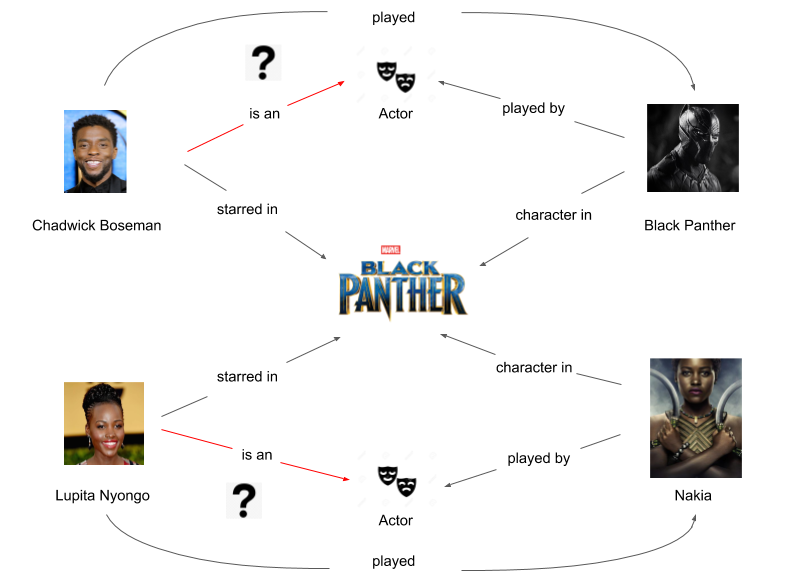 played
?
is an
Actor
played by
Chadwick Boseman
starred in
character in
Black Panther
MARVEL
BLACK
PANTHER
starred in
character in
is an
played by
?
Lupita Nyongo
Actor
Nakia
played